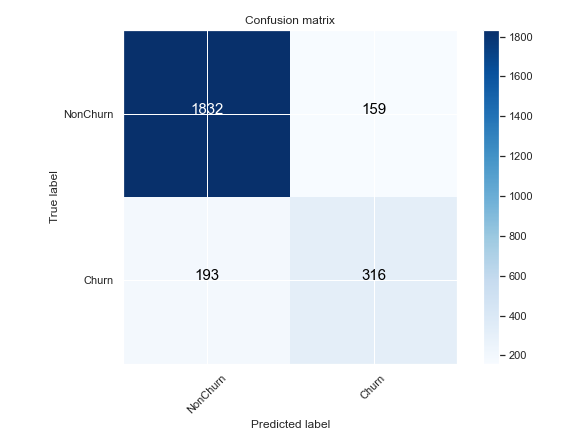 Confusion matrix
True label
NonChurn
1832
159
Churn
193
316
NonChurn
Churn
Predicted label
1800
1600
1400
1200
1000
800
600
400
200